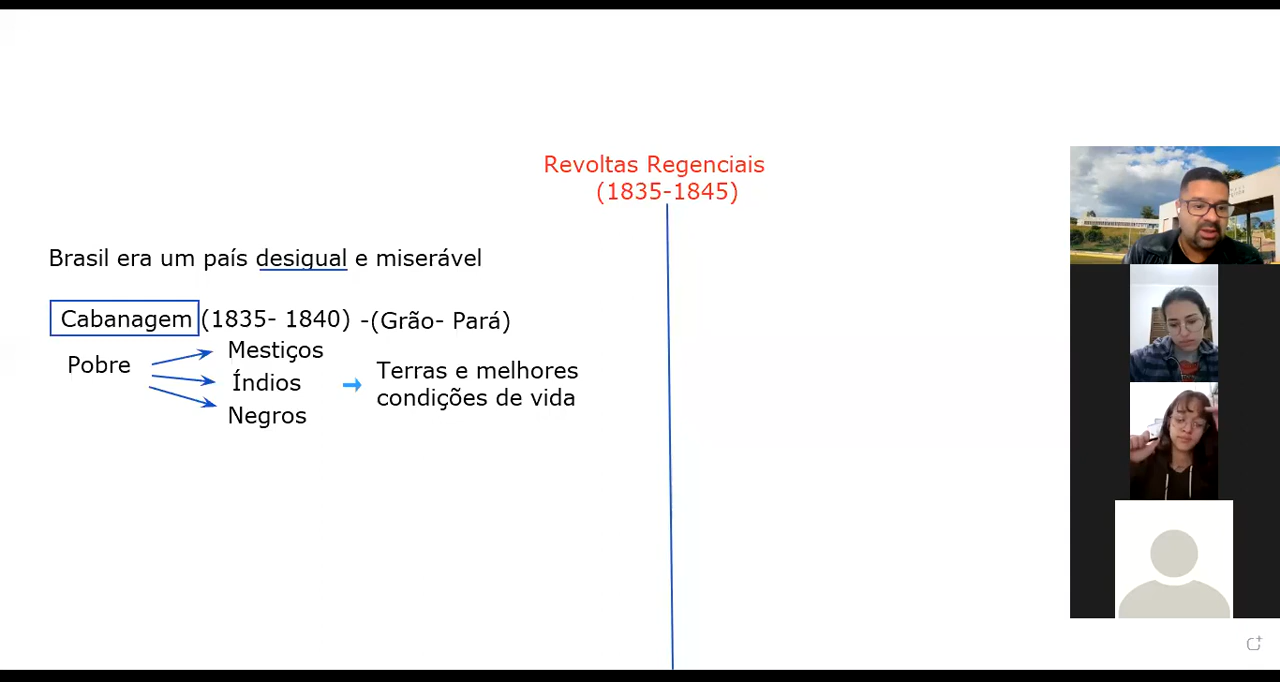 Revoltas Regenciais
(1835-1845)
Brasil era um país desigual e miserável
Cabanagem (1835- 1840) -(Grão- Pará)
Pobre
Mestiços
Índios
Negros
Terras e melhores
condições de vida